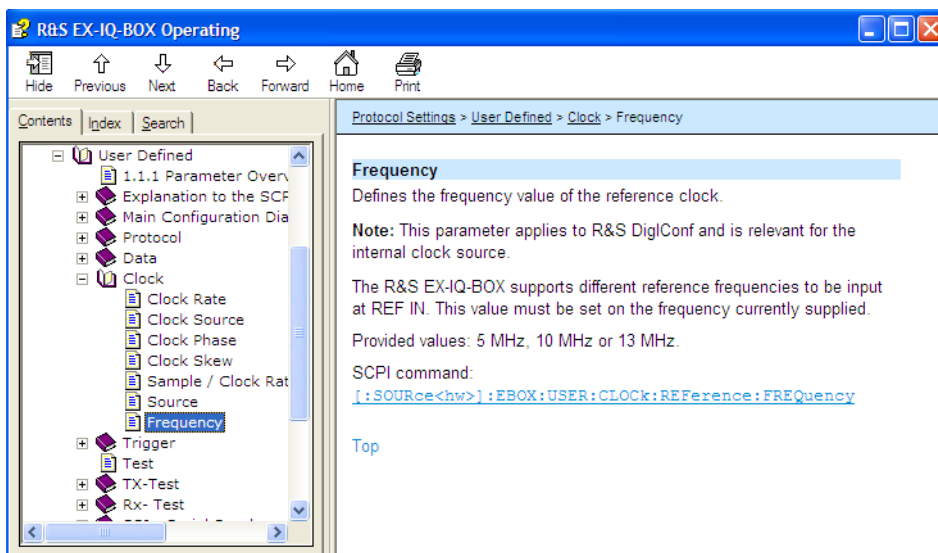 R&S EX-IQ-BOX Operating
Hide Previous Next Back Forward Home Print
Contents Index Search
User Defined
1.1.1 Parameter Overv
Explanation to the SCP
Main Configuration Dia
Protocol
Data
Clock
Clock Rate
Clock Source
Clock Phase
Clock Skew
Sample / Clock Rat
Source
Frequency
Trigger
Test
TX-Test
Rx- Test
Protocol Settings > User Defined > Clock > Frequency
Frequency
Defines the frequency value of the reference clock.
Note: This parameter applies to R&S DigIConf and is relevant for the
internal clock source.
The R&S EX-IQ-BOX supports different reference frequencies to be input
at REF IN. This value must be set on the frequency currently supplied.
Provided values: 5 MHz, 10 MHz or 13 MHz.
SCPI command:
[:SOURce<hw>]:EBOX:USER:CLOCk:REFerence:FREQuency
Top